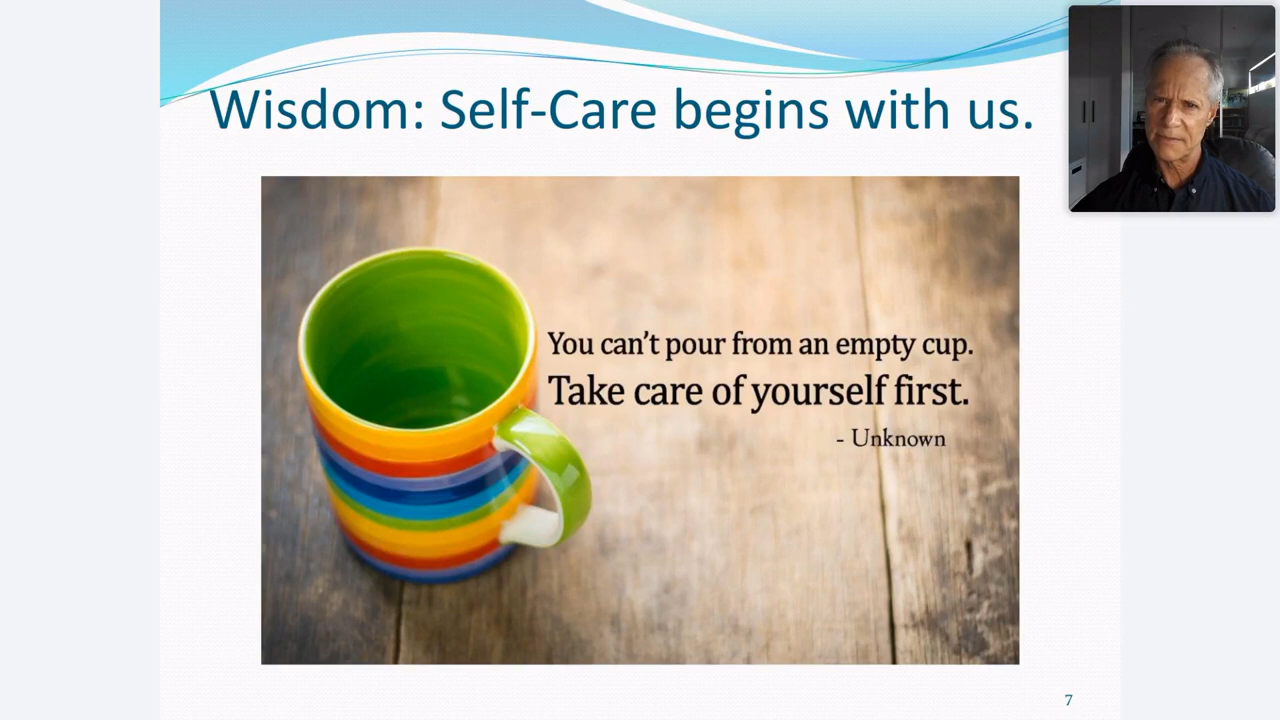 Wisdom: Self-Care begins with us.
You can't pour from an empty cup.
Take care of yourself first.
- Unknown
7